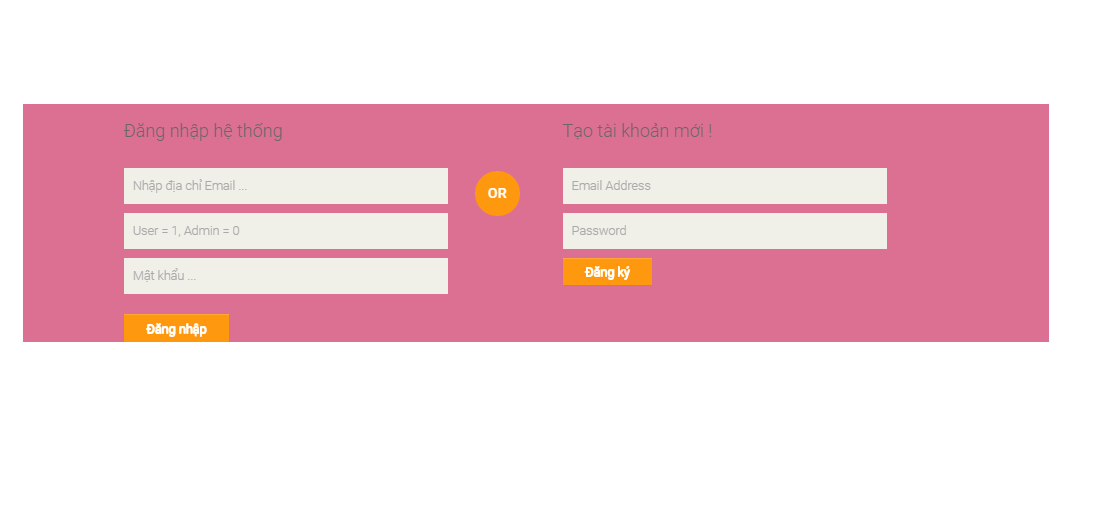 Đăng nhập hệ thống
Nhập địa chỉ Email ...
User = 1, Admin = 0
Mật khẩu ...
Đăng nhập
OR
Tạo tài khoản mới !
Email Address
Password
Đăng ký